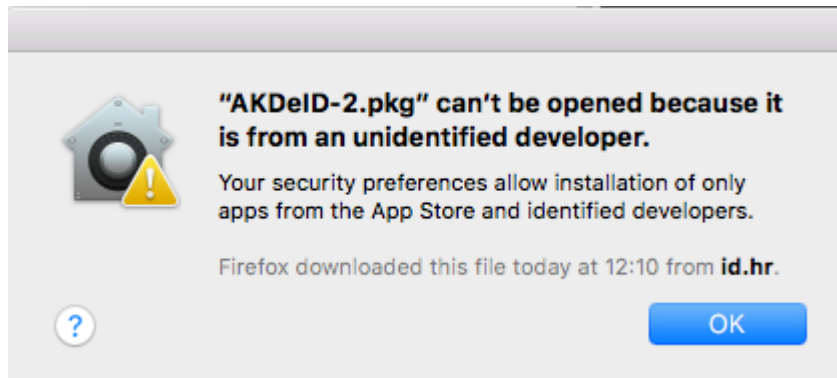 “AKDeID-2.pkg” can’t be opened because it
is from an unidentified developer.
Your security preferences allow installation of only
apps from the App Store and identified developers.
Firefox downloaded this file today at 12:10 from id.hr.
?
OK